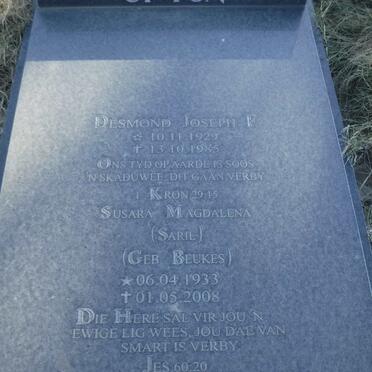 DESMOND JOSEPH F.
☆ 10.11.1929
✝ 13.10.1985
ONS TYD OP AARDE IS SOOS
'N SKADUWEE, DIT GAAN VERBY
1 KRON 29:15
SUSARA MAGDALENA
(SARIL)
(GEB BEUKES)
★ 06.04.1933
✝ 01.05.2008
DIE HERE SAL VIR JOU 'N
EWIGE LIG WEES, JOU DAE VAN
SMART IS VERBY.
JES 60:20